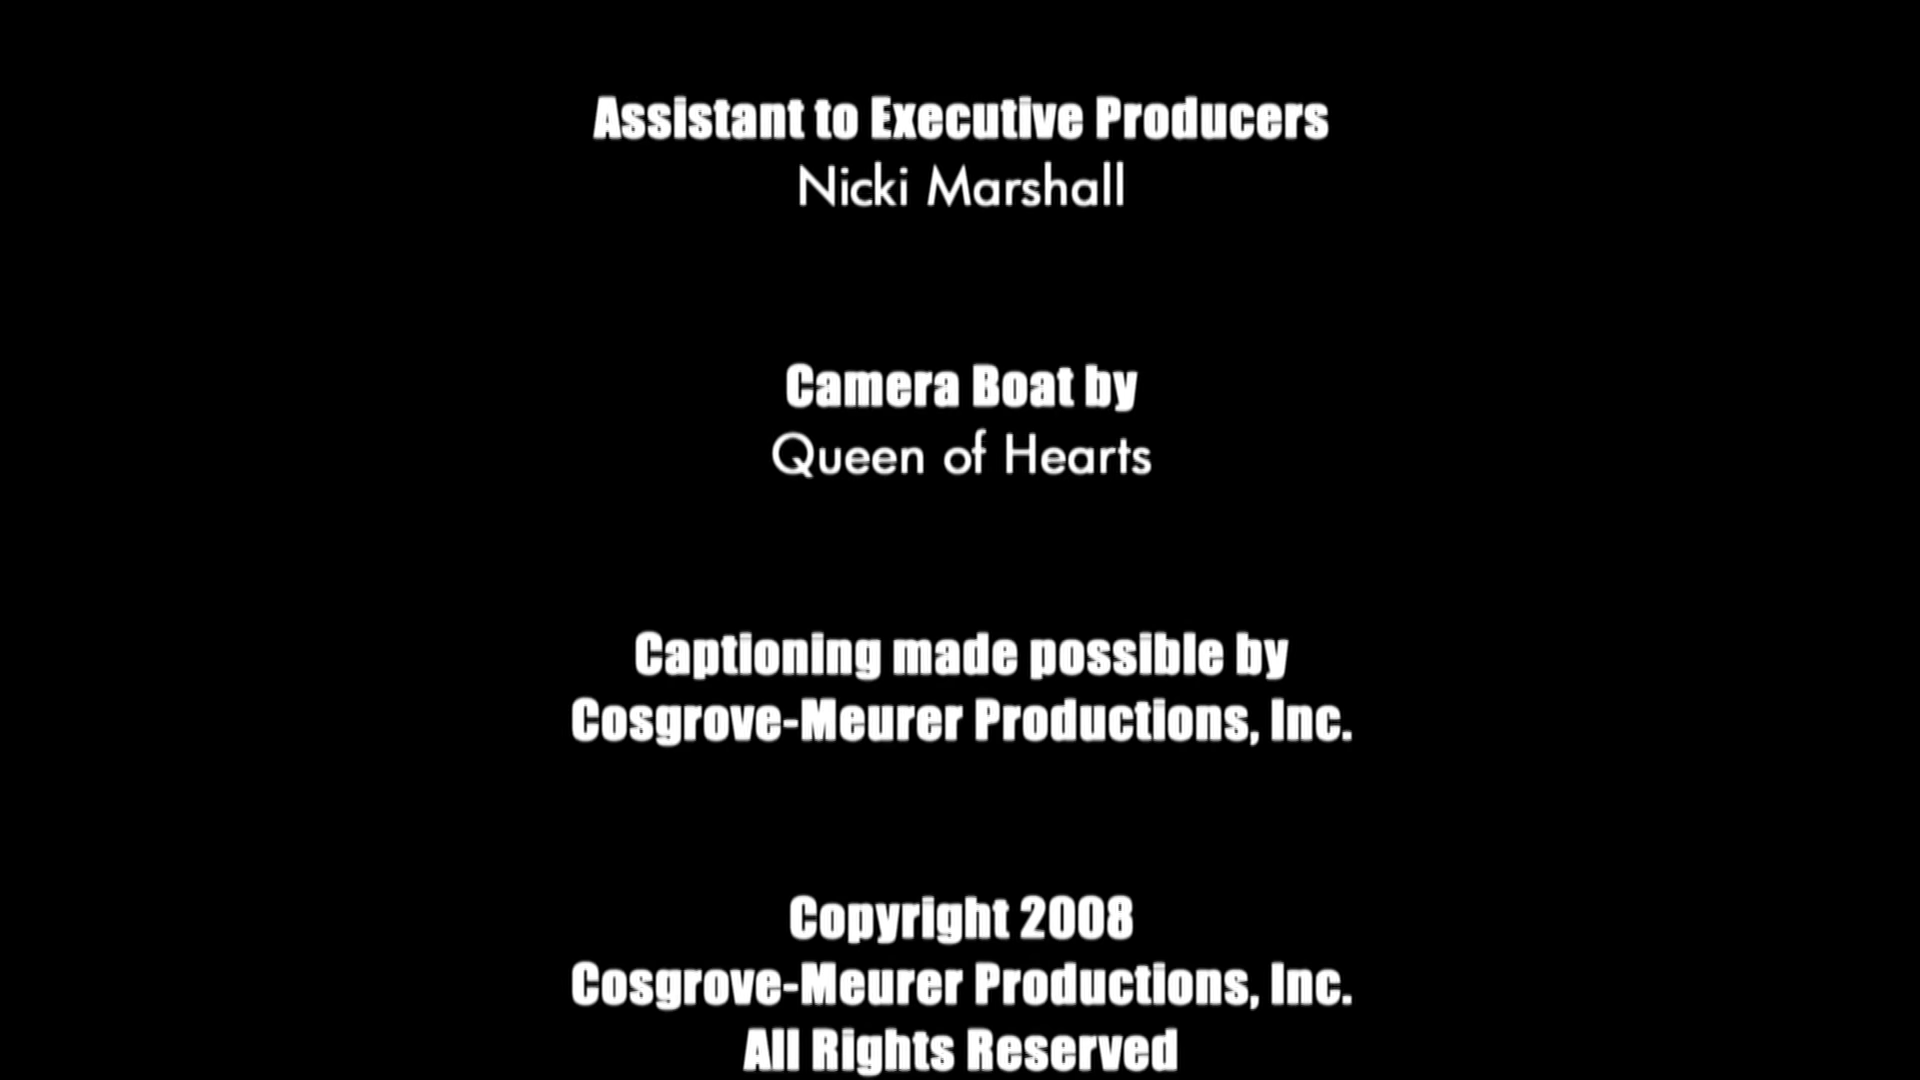 Assistant to Executive Producers
Nicki Marshall
Camera Boat by
Queen of Hearts
Captioning made possible by
Cosgrove-Meurer Productions, Inc.
Copyright 2008
Cosgrove-Meurer Productions, Inc.
All Rights Reserved